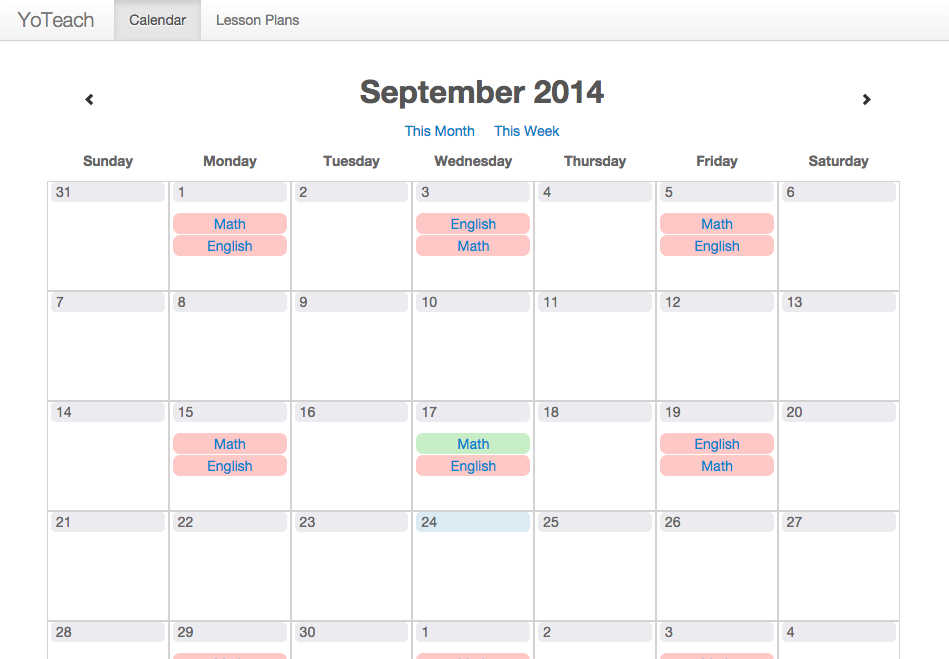 YoTeach Calendar Lesson Plans
September 2014
This Month This Week
Sunday Monday Tuesday Wednesday Thursday Friday Saturday
31 1 2 3 4 5 6
Math English Math
English Math English
7 8 9 10 11 12 13
14 15 16 17 18 19 20
Math Math English
English English Math
21 22 23 24 25 26 27
28 29 30 1 2 3 4